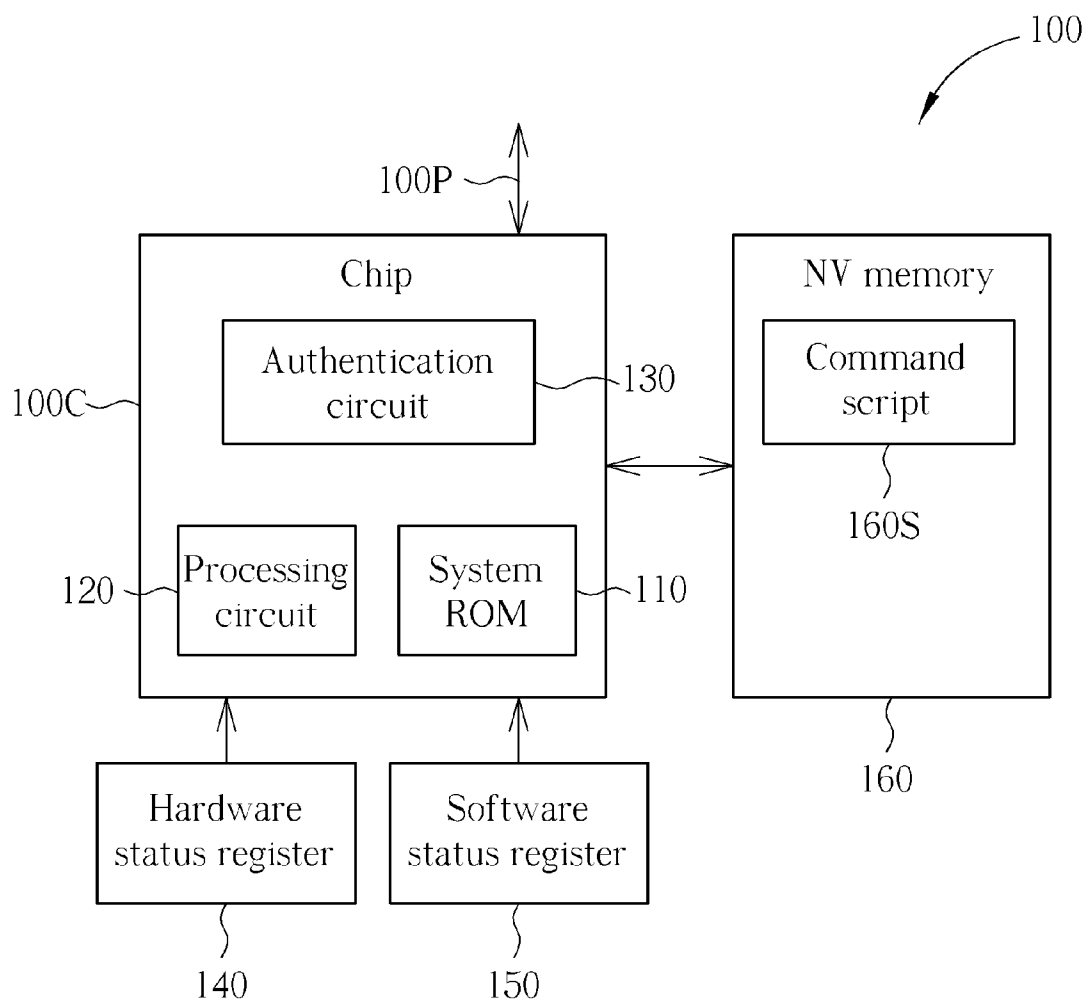 100
100P
Chip
NV memory
Authentication
circuit
130
Command
script
100C
160S
Processing
circuit
120
System
ROM
110
160
Hardware
status register
Software
status register
140
150